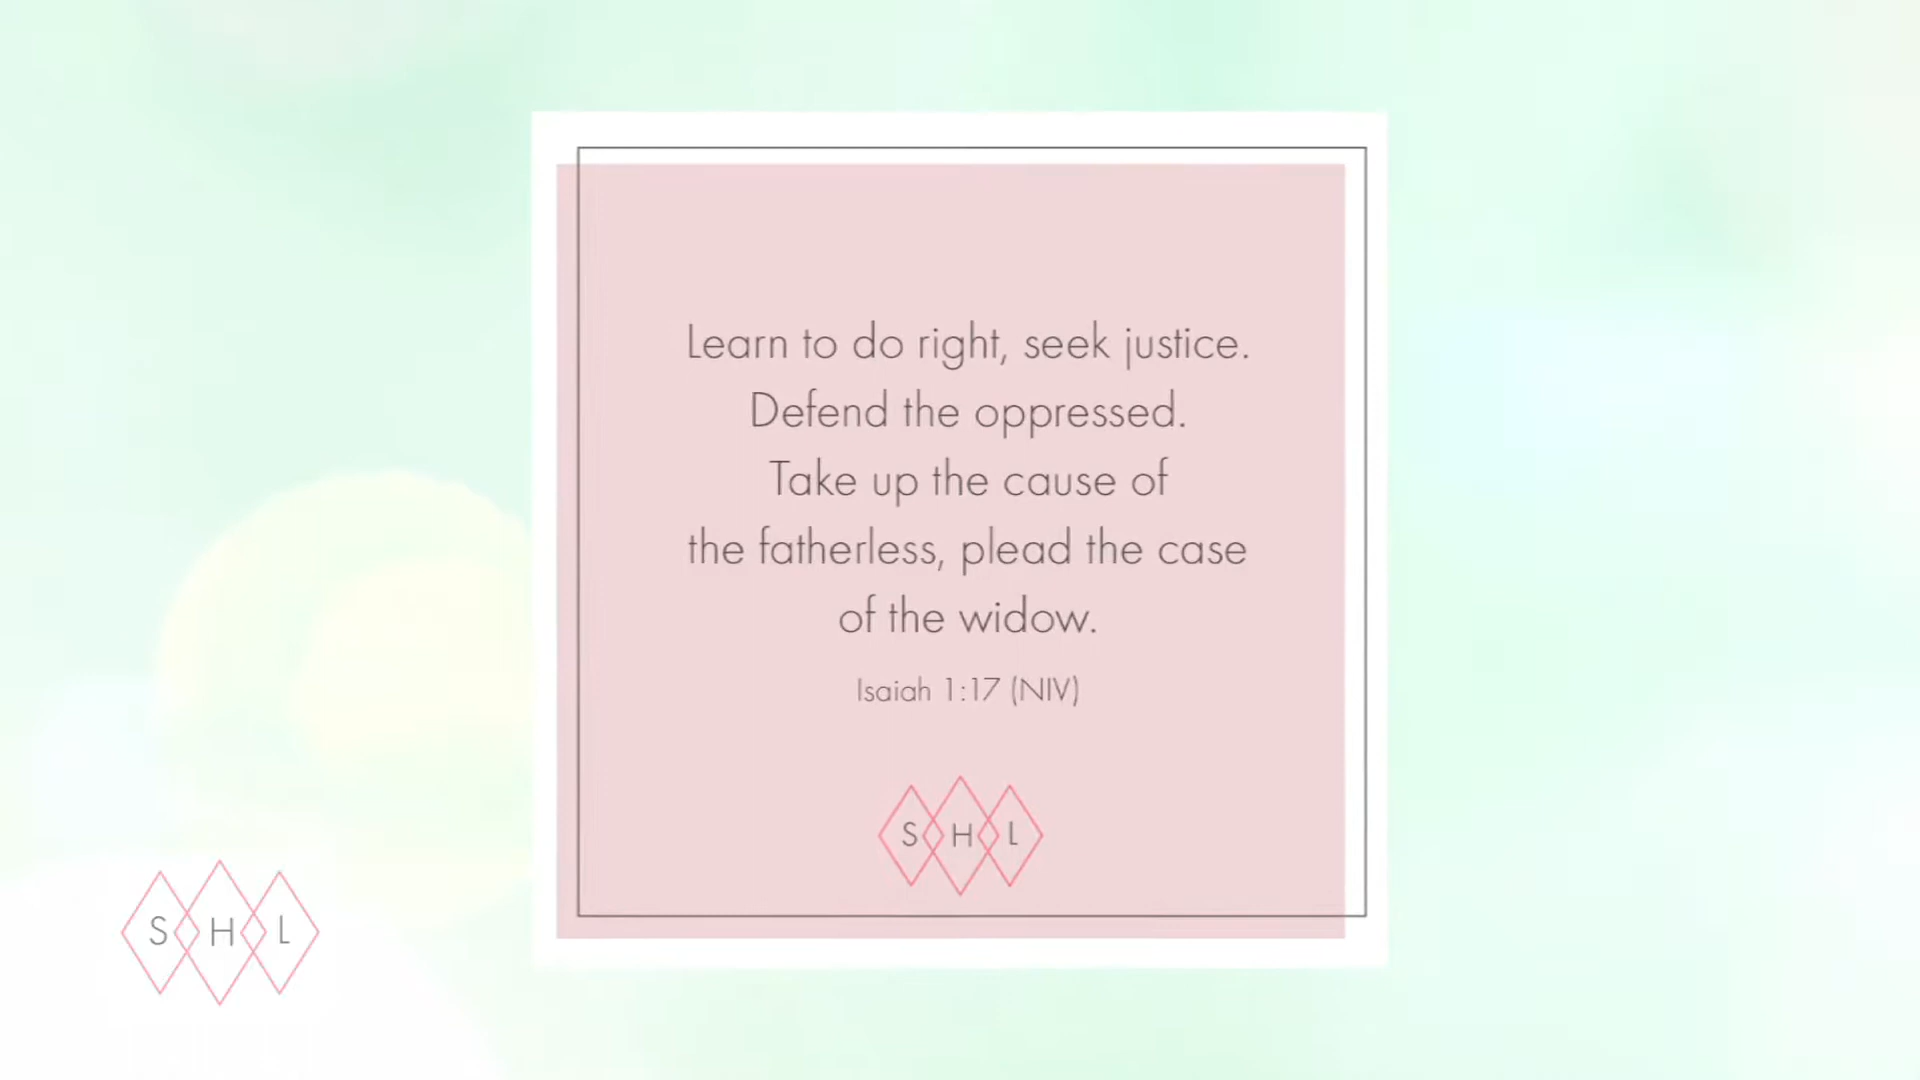 Learn to do right, seek justice.
Defend the oppressed.
Take up the cause of
the fatherless, plead the case
of the widow.
Isaiah 1:17 (NIV)
S H L
S H L